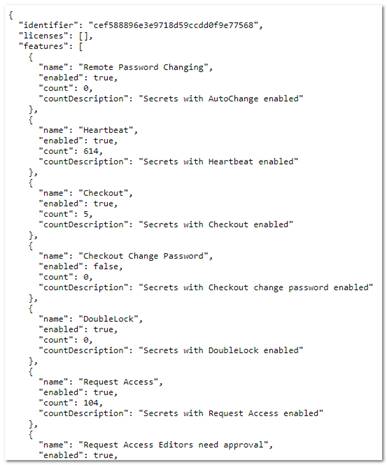 {
"identifier": "cef588896e3e9718d59ccdd0f9e77568",
"licenses": [],
"features": [
{
"name": "Remote Password Changing",
"enabled": true,
"count": 0,
"countDescription": "Secrets with AutoChange enabled"
},
{
"name": "Heartbeat",
"enabled": true,
"count": 614,
"countDescription": "Secrets with Heartbeat enabled"
},
{
"name": "Checkout",
"enabled": true,
"count": 5,
"countDescription": "Secrets with Checkout enabled"
},
{
"name": "Checkout Change Password",
"enabled": false,
"count": 0,
"countDescription": "Secrets with Checkout change password enabled"
},
{
"name": "DoubleLock",
"enabled": true,
"count": 0,
"countDescription": "Secrets with DoubleLock enabled"
},
{
"name": "Request Access",
"enabled": true,
"count": 104,
"countDescription": "Secrets with Request Access enabled"
},
{
"name": "Request Access Editors need approval",
"enabled": true,